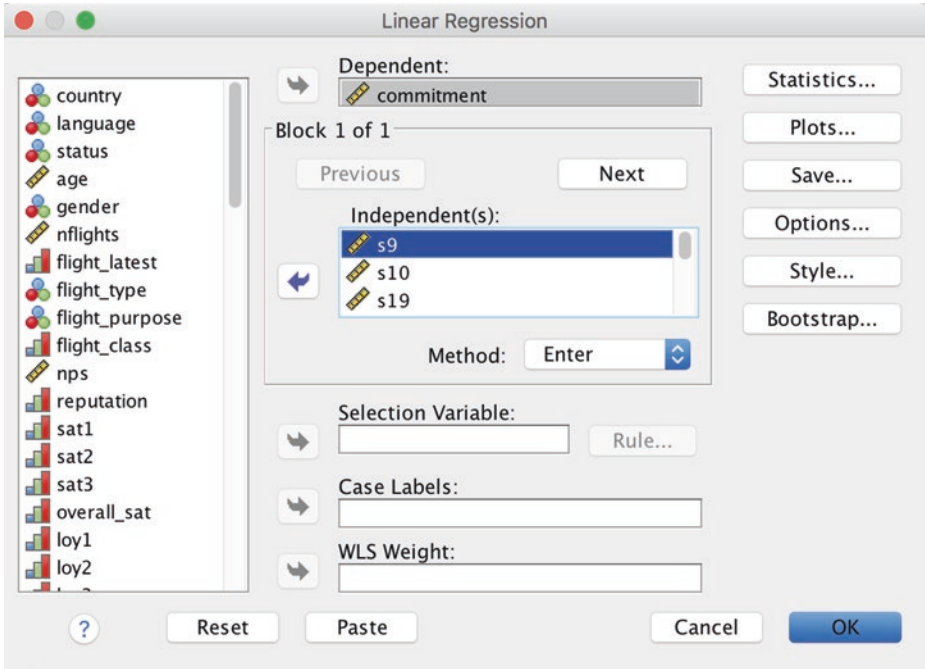 Linear Regression
country
language
status
age
gender
nflights
flight_latest
flight_type
flight_purpose
flight_class
nps
reputation
sat1
sat2
sat3
overall_sat
loy1
loy2
Dependent:
commitment
Block 1 of 1
Previous
Next
Independent(s):
s9
s10
s19
Method:
Enter
Selection Variable:
Rule...
Case Labels:
WLS Weight:
Statistics...
Plots...
Save...
Options...
Style...
Bootstrap...
?
Reset
Paste
Cancel
OK